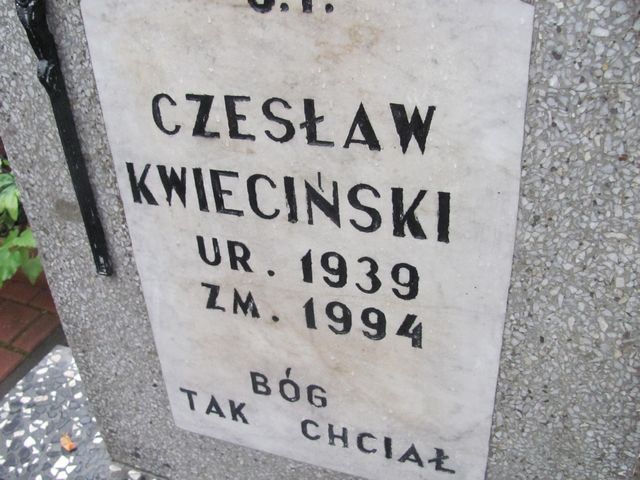 Ś.P.
CZESŁAW
KWIECIŃSKI
UR. 1939
ZM. 1994
BÓG
TAK CHCIAŁ